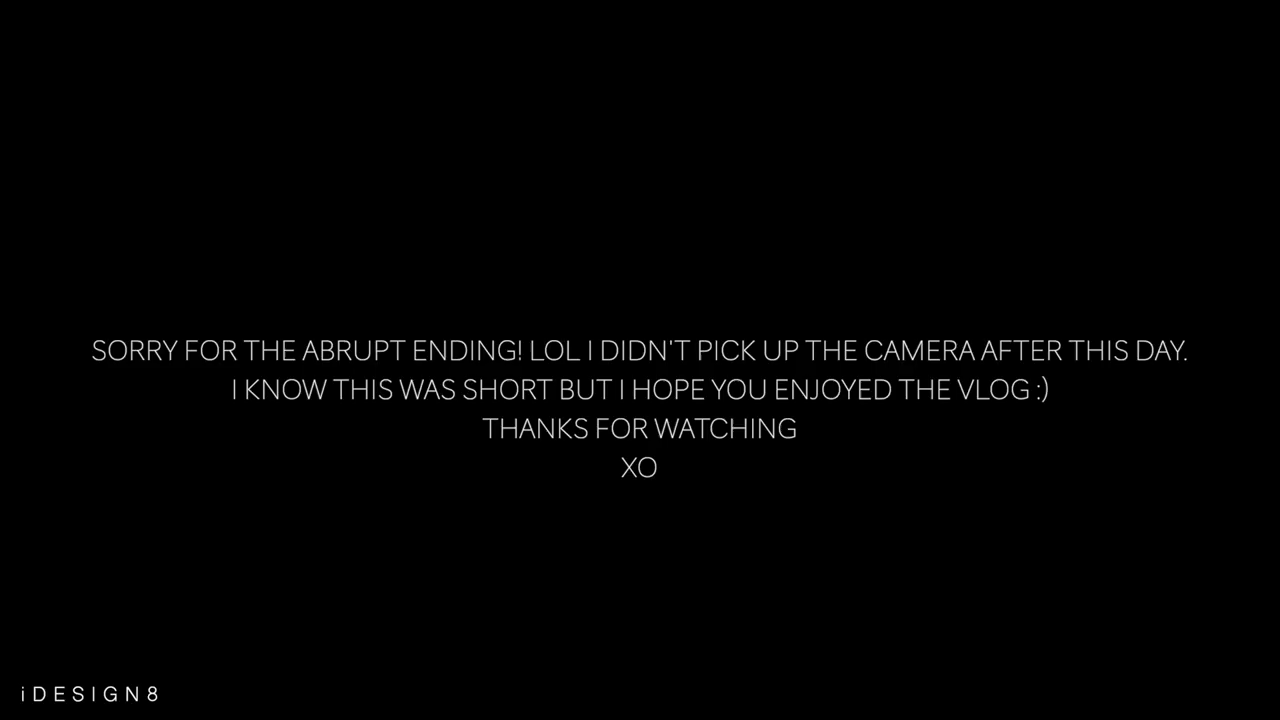 SORRY FOR THE ABRUPT ENDING! LOL I DIDN'T PICK UP THE CAMERA AFTER THIS DAY.
I KNOW THIS WAS SHORT BUT I HOPE YOU ENJOYED THE VLOG :)
THANKS FOR WATCHING
XO
iDESIGN8